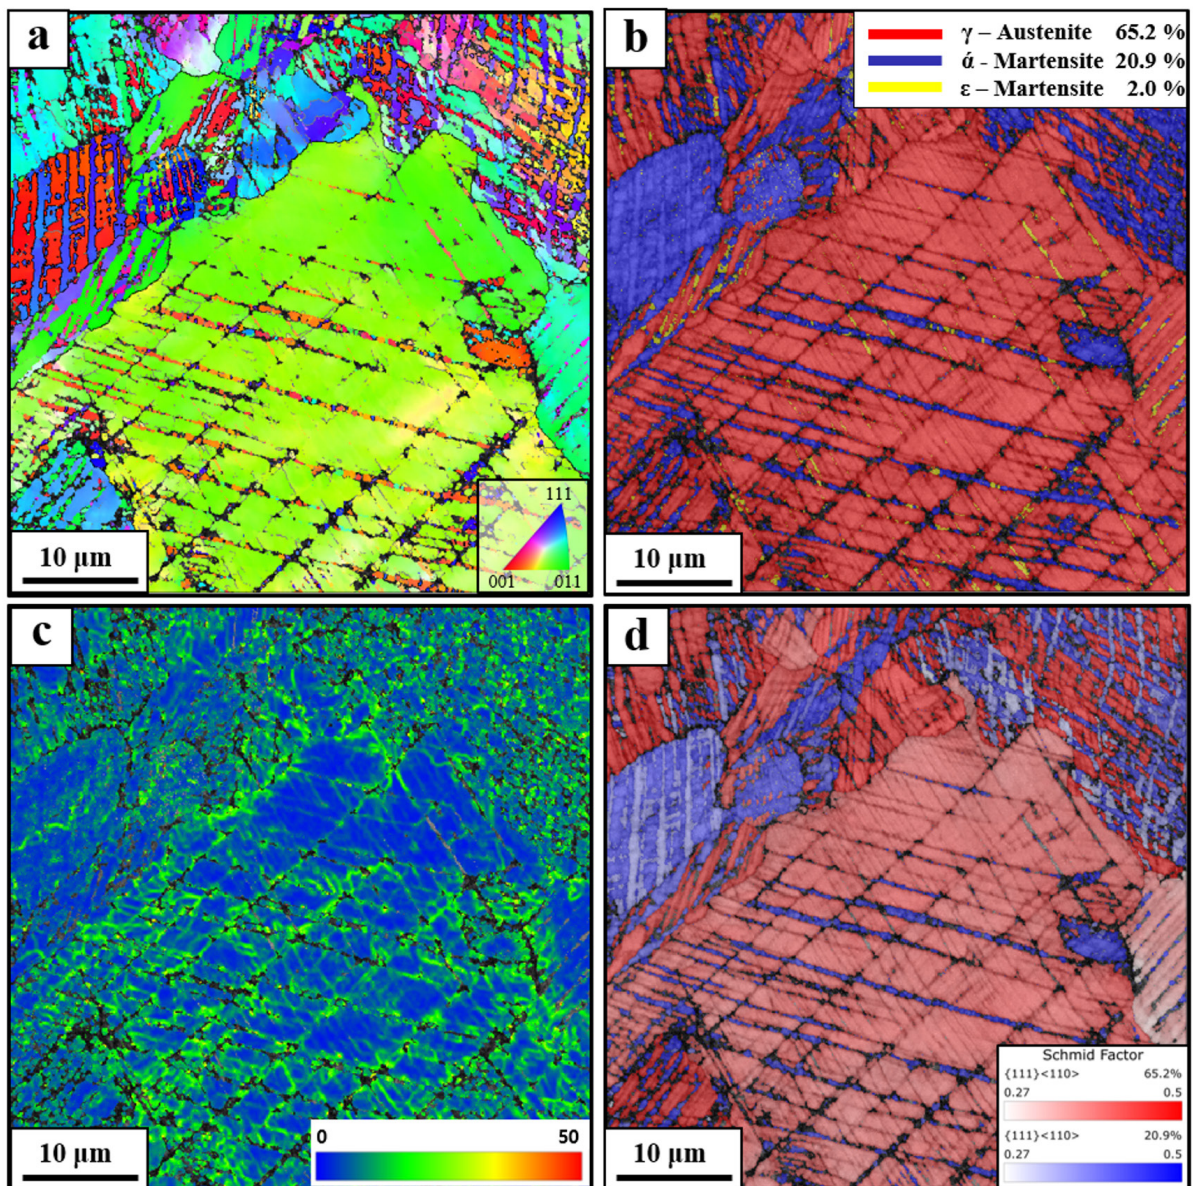 a
111
001 011
10 µm
b
γ – Austenite 65.2 %
ά - Martensite 20.9 %
ε – Martensite 2.0 %
10 µm
c
10 µm
0 50
d
10 µm
Schmid Factor
{111}<110> 65.2%
0.27 0.5
{111}<110> 20.9%
0.27 0.5